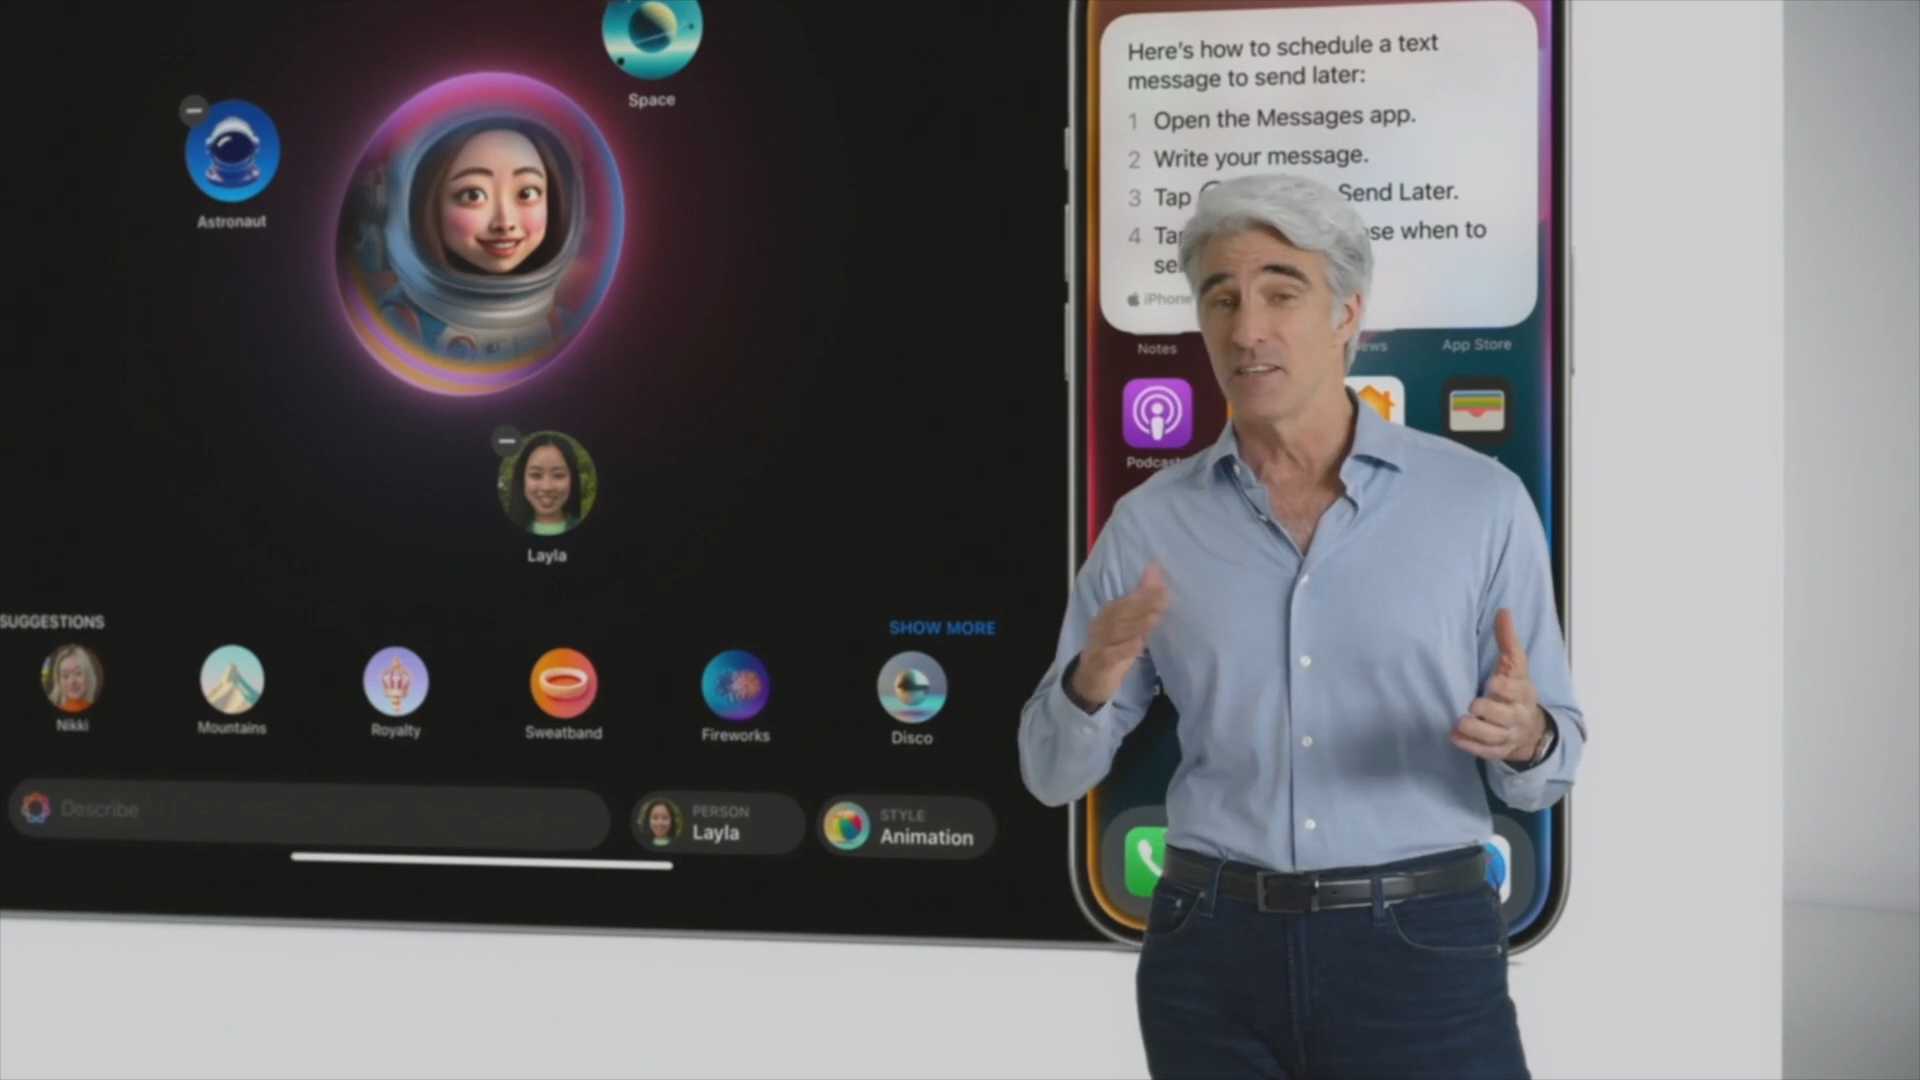 Space
Astronaut
Layla
SUGGESTIONS
SHOW MORE
Nikki
Mountains
Royalty
Sweatband
Fireworks
Disco
Describe
PERSON
Layla
STYLE
Animation
Here's how to schedule a text
message to send later:
1 Open the Messages app.
2 Write your message.
3 Tap Send Later.
4 when to
iPhone
Notes
App Store